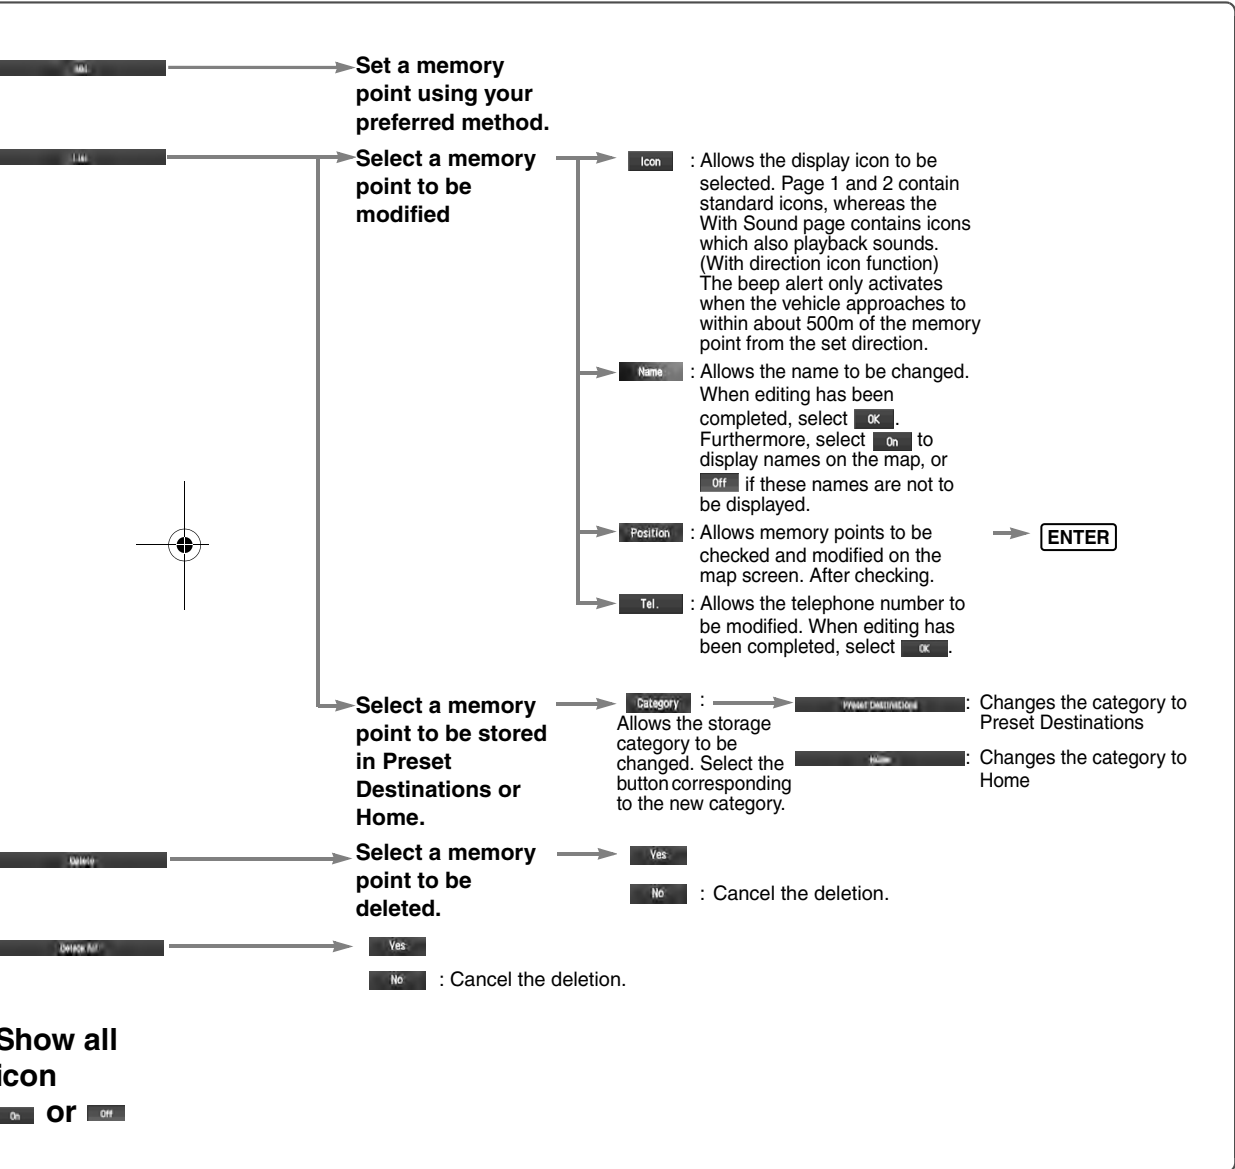 Add
Set a memory
point using your
preferred method.
List
Select a memory
point to be
modified
Icon : Allows the display icon to be
selected. Page 1 and 2 contain
standard icons, whereas the
With Sound page contains icons
which also playback sounds.
(With direction icon function)
The beep alert only activates
when the vehicle approaches to
within about 500m of the memory
point from the set direction.
Name : Allows the name to be changed.
When editing has been
completed, select OK .
Furthermore, select On to
display names on the map, or
Off if these names are not to
be displayed.
Position : Allows memory points to be
checked and modified on the
map screen. After checking.
ENTER
Tel. : Allows the telephone number to
be modified. When editing has
been completed, select OK .
Select a memory
point to be stored
in Preset
Destinations or
Home.
Category :
Allows the storage
category to be
changed. Select the
button corresponding
to the new category.
Preset Destinations : Changes the category to
Preset Destinations
Home : Changes the category to
Home
Delete
Select a memory
point to be
deleted.
Yes
No : Cancel the deletion.
Delete All
Yes
No : Cancel the deletion.
Show all
icon
On or Off